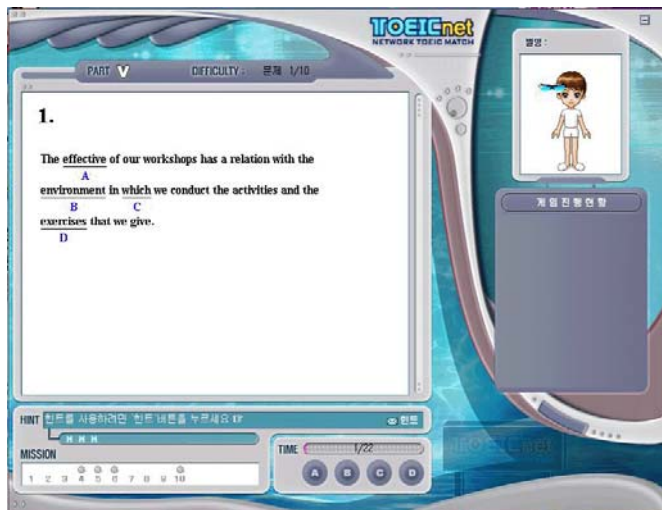 TOEICnet
NETWORK TOEIC MATCH
별명 :
PART V DIFFICULTY : 문제 1/10
1.
The effective of our workshops has a relation with the
A
environment in which we conduct the activities and the
B C
exercises that we give.
D
게임진행현황
HINT 힌트를 사용하려면 '힌트'버튼을 누르세요 힌트
H H H
MISSION
1 2 3 4 5 6 7 8 9 10
TIME 1/22
A B C D
TOEICnet